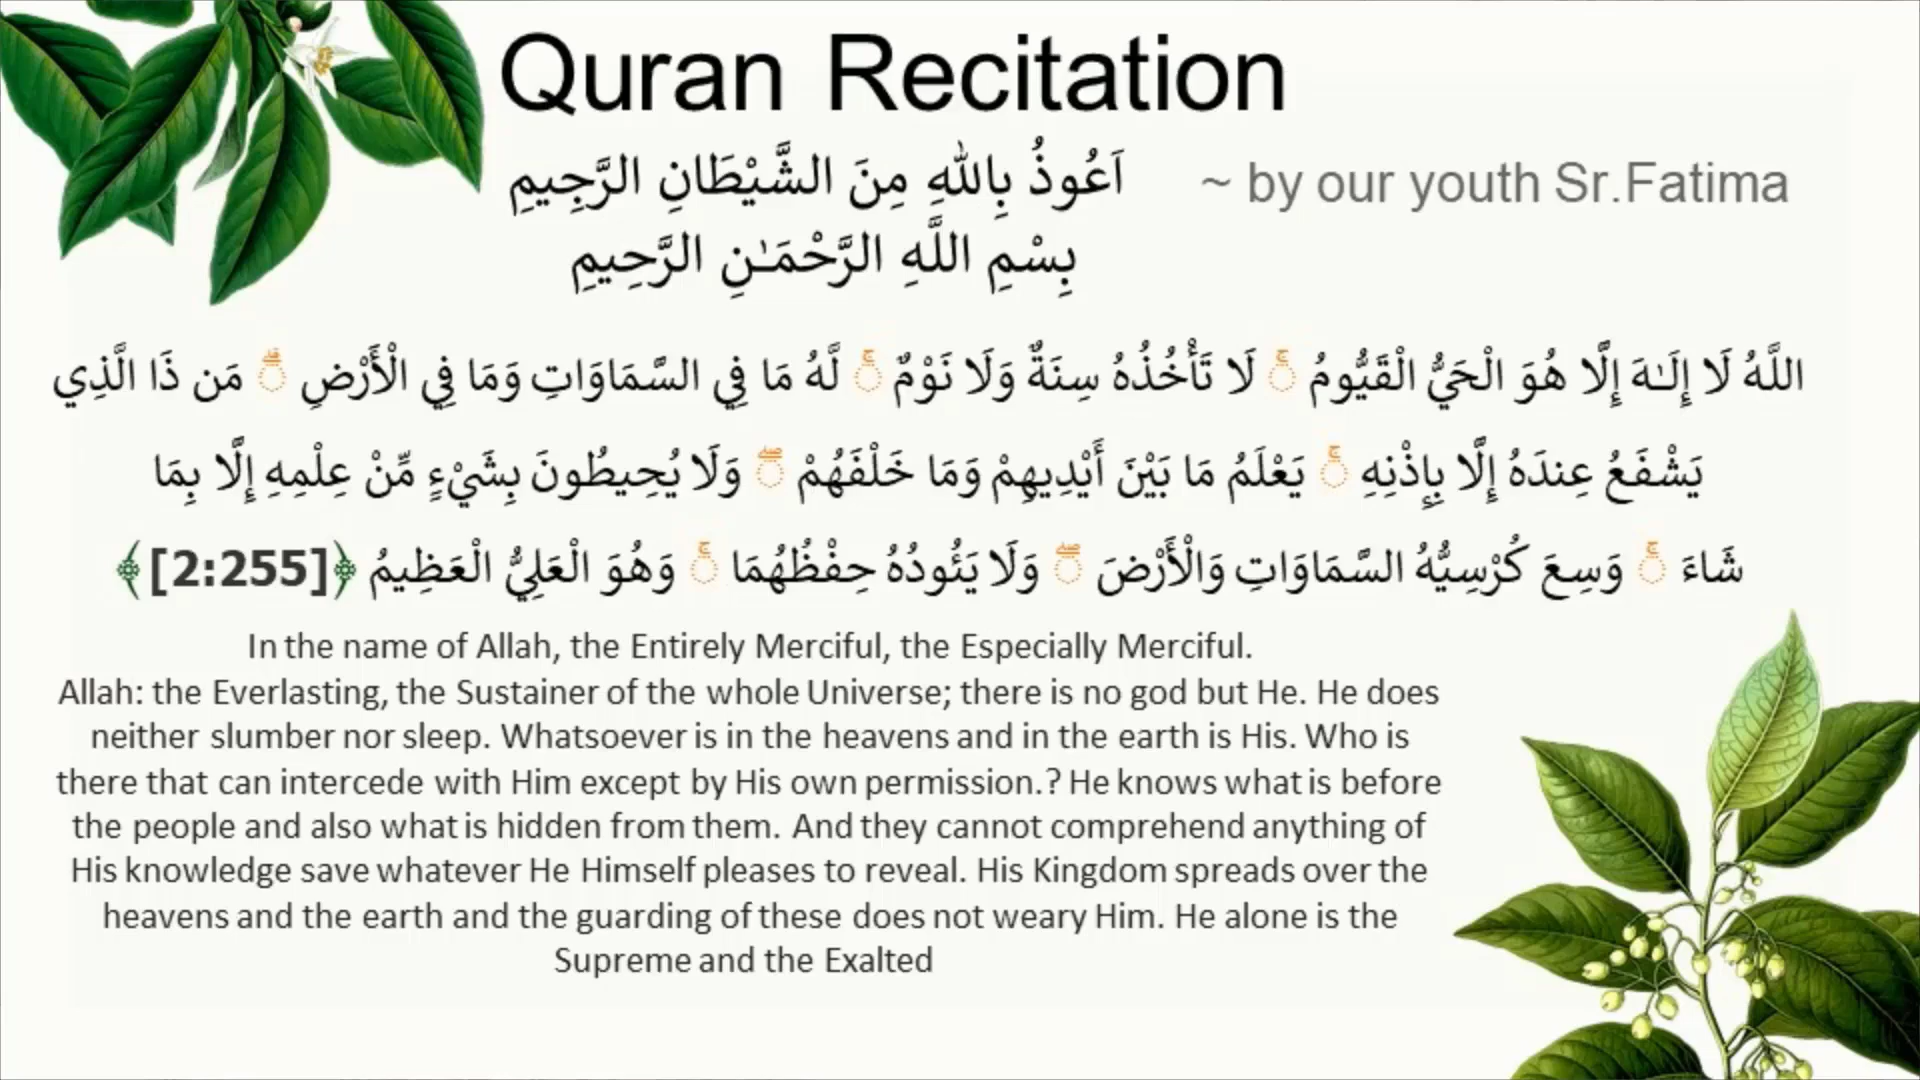 Quran Recitation
اَعُوذُ بِاللهِ مِنَ الشَّيْطَانِ الرَّجِيمِ
~ by our youth Sr.Fatima
بِسْمِ اللَّهِ الرَّحْمَـٰنِ الرَّحِيمِ
اللَّهُ لَا إِلَـٰهَ إِلَّا هُوَ الْحَيُّ الْقَيُّومُ ۚ لَا تَأْخُذُهُ سِنَةٌ وَلَا نَوْمٌ ۚ لَّهُ مَا فِي السَّمَاوَاتِ وَمَا فِي الْأَرْضِ ۗ مَن ذَا الَّذِي
يَشْفَعُ عِندَهُ إِلَّا بِإِذْنِهِ ۚ يَعْلَمُ مَا بَيْنَ أَيْدِيهِمْ وَمَا خَلْفَهُمْ ۖ وَلَا يُحِيطُونَ بِشَيْءٍ مِّنْ عِلْمِهِ إِلَّا بِمَا
شَاءَ ۚ وَسِعَ كُرْسِيُّهُ السَّمَاوَاتِ وَالْأَرْضَ ۖ وَلَا يَئُودُهُ حِفْظُهُمَا ۚ وَهُوَ الْعَلِيُّ الْعَظِيمُ ﴿[2:255]﴾
In the name of Allah, the Entirely Merciful, the Especially Merciful.
Allah: the Everlasting, the Sustainer of the whole Universe; there is no god but He. He does
neither slumber nor sleep. Whatsoever is in the heavens and in the earth is His. Who is
there that can intercede with Him except by His own permission.? He knows what is before
the people and also what is hidden from them. And they cannot comprehend anything of
His knowledge save whatever He Himself pleases to reveal. His Kingdom spreads over the
heavens and the earth and the guarding of these does not weary Him. He alone is the
Supreme and the Exalted